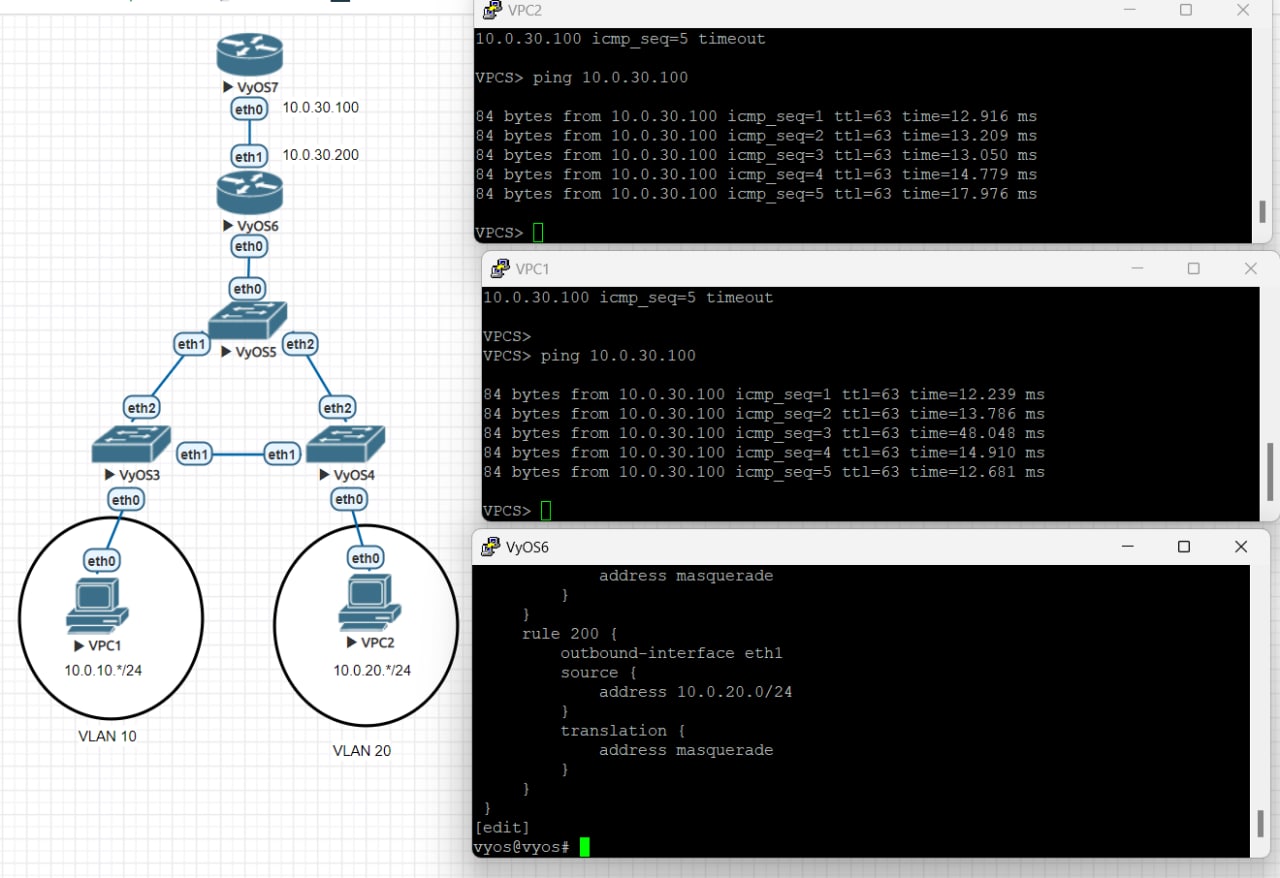 VyOS7
eth0
10.0.30.100
eth1
10.0.30.200
VyOS6
eth0
eth0
VyOS5
eth1
eth2
eth2
eth2
VyOS3
eth1
eth1
VyOS4
eth0
eth0
eth0
eth0
VPC1
VPC2
10.0.10.*/24
10.0.20.*/24
VLAN 10
VLAN 20
VPC2
10.0.30.100 icmp_seq=5 timeout
VPCS> ping 10.0.30.100
84 bytes from 10.0.30.100 icmp_seq=1 ttl=63 time=12.916 ms
84 bytes from 10.0.30.100 icmp_seq=2 ttl=63 time=13.209 ms
84 bytes from 10.0.30.100 icmp_seq=3 ttl=63 time=13.050 ms
84 bytes from 10.0.30.100 icmp_seq=4 ttl=63 time=14.779 ms
84 bytes from 10.0.30.100 icmp_seq=5 ttl=63 time=17.976 ms
VPCS>
VPC1
10.0.30.100 icmp_seq=5 timeout
VPCS>
VPCS> ping 10.0.30.100
84 bytes from 10.0.30.100 icmp_seq=1 ttl=63 time=12.239 ms
84 bytes from 10.0.30.100 icmp_seq=2 ttl=63 time=13.786 ms
84 bytes from 10.0.30.100 icmp_seq=3 ttl=63 time=48.048 ms
84 bytes from 10.0.30.100 icmp_seq=4 ttl=63 time=14.910 ms
84 bytes from 10.0.30.100 icmp_seq=5 ttl=63 time=12.681 ms
VPCS>
VyOS6
address masquerade
}
}
rule 200 {
outbound-interface eth1
source {
address 10.0.20.0/24
}
translation {
address masquerade
}
}
}
[edit]
vyos@vyos#